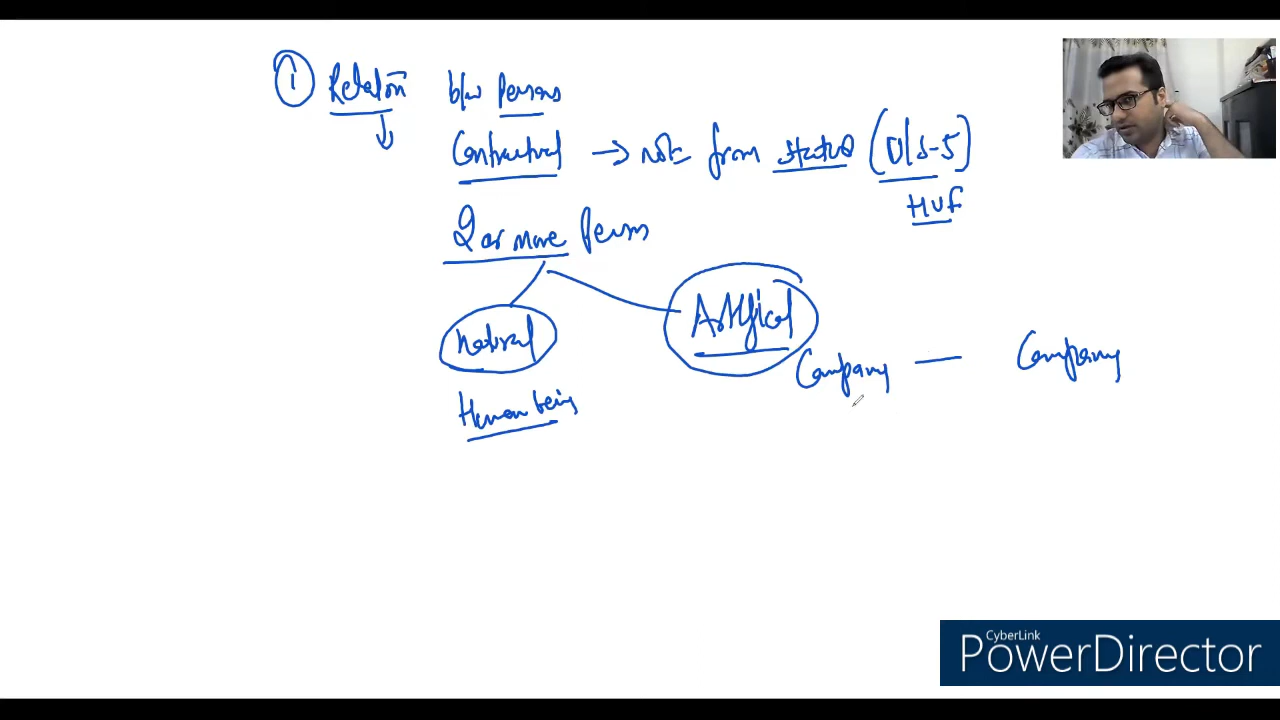 ① Relation b/w Persons
Contractual → not from status (U/S-5)
HUF
2 or more Persons
Natural Artifical
Company — Company
Human being
CyberLink
PowerDirector